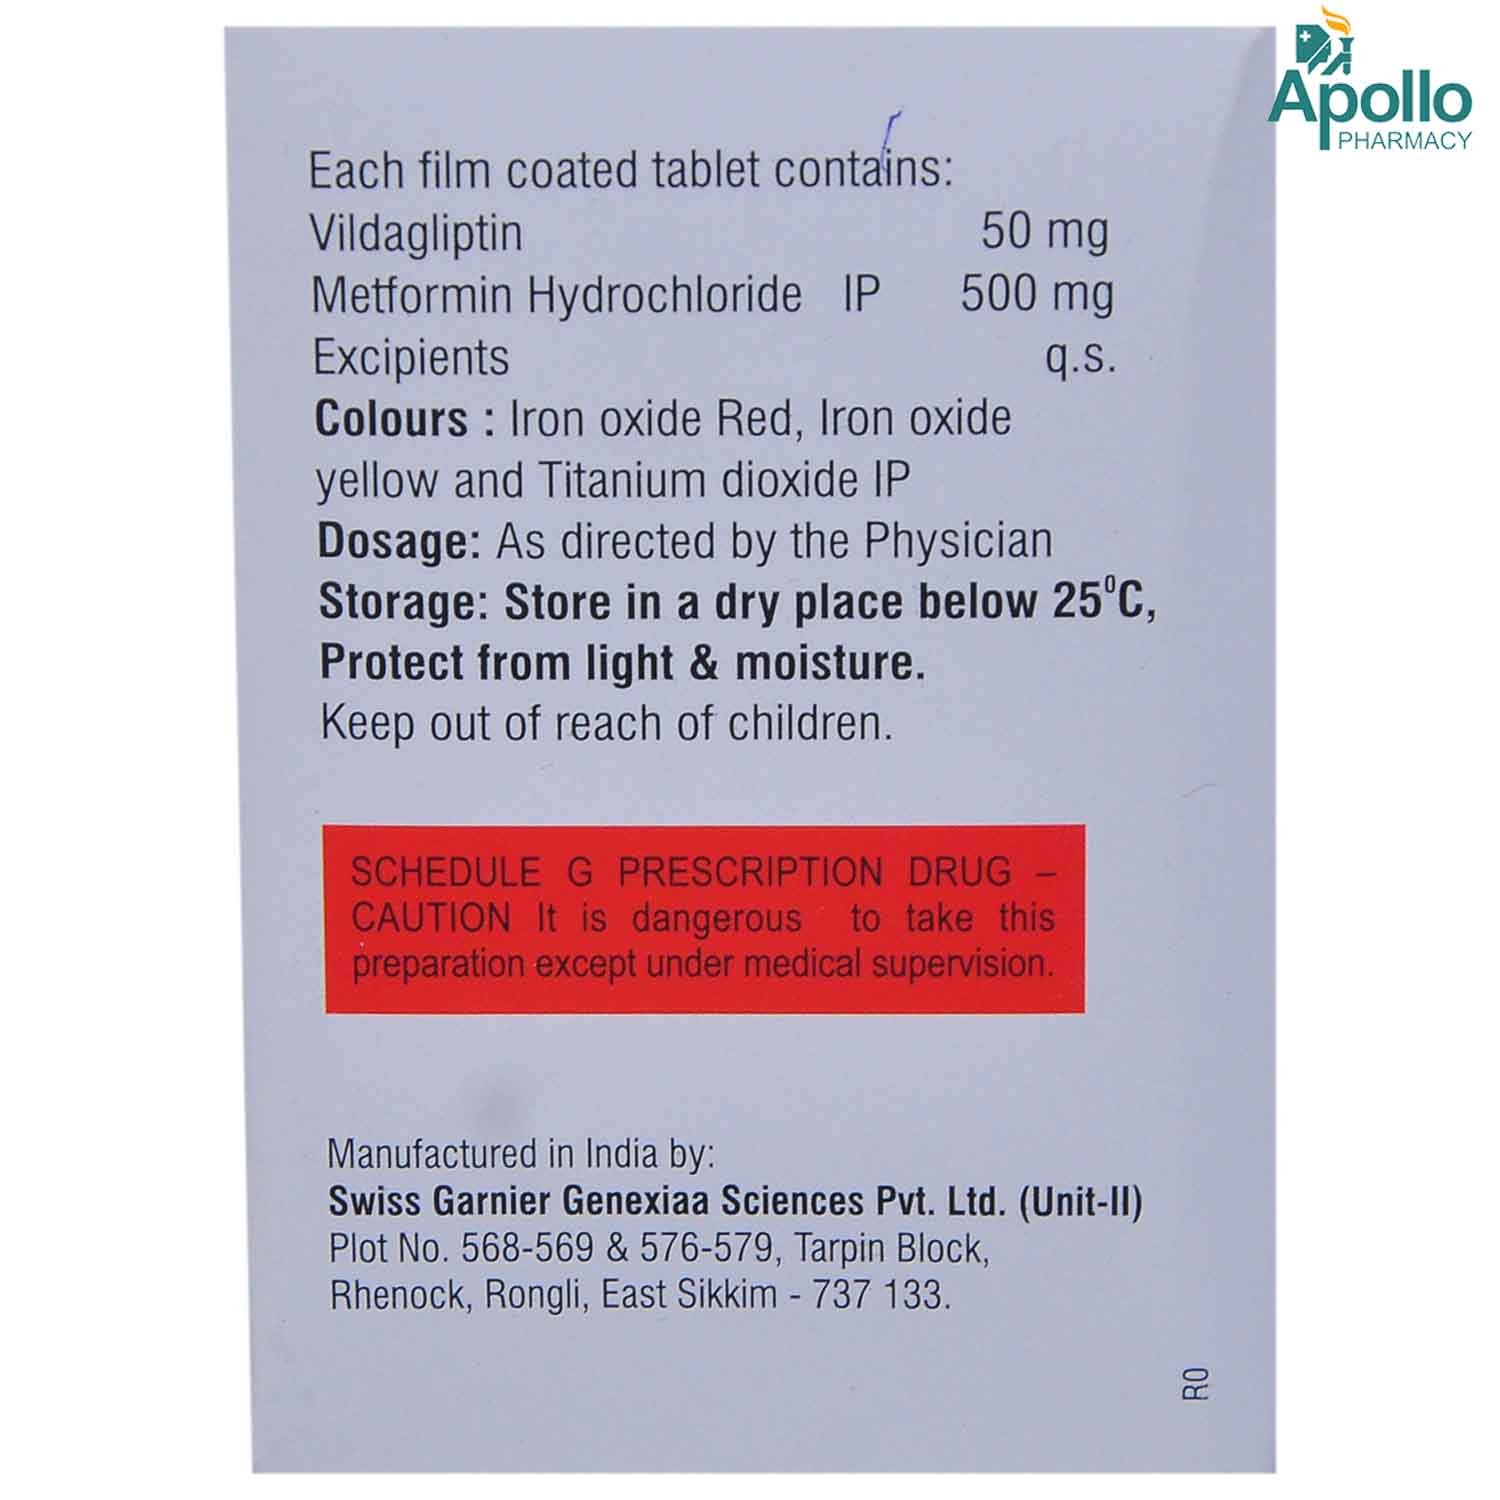 Apollo
PHARMACY
Each film coated tablet contains:
Vildagliptin 50 mg
Metformin Hydrochloride IP 500 mg
Excipients q.s.
Colours : Iron oxide Red, Iron oxide
yellow and Titanium dioxide IP
Dosage: As directed by the Physician
Storage: Store in a dry place below 25⁰C,
Protect from light & moisture.
Keep out of reach of children.
SCHEDULE G PRESCRIPTION DRUG –
CAUTION It is dangerous to take this
preparation except under medical supervision.
Manufactured in India by:
Swiss Garnier Genexiaa Sciences Pvt. Ltd. (Unit-II)
Plot No. 568-569 & 576-579, Tarpin Block,
Rhenock, Rongli, East Sikkim - 737 133.
R0